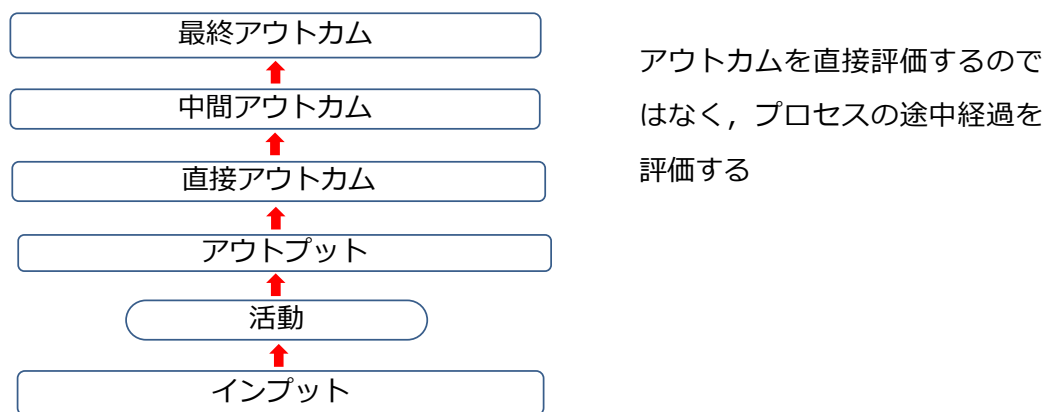 最終アウトカム
中間アウトカム
直接アウトカム
アウトプット
活動
インプット
アウトカムを直接評価するので
はなく，プロセスの途中経過を
評価する